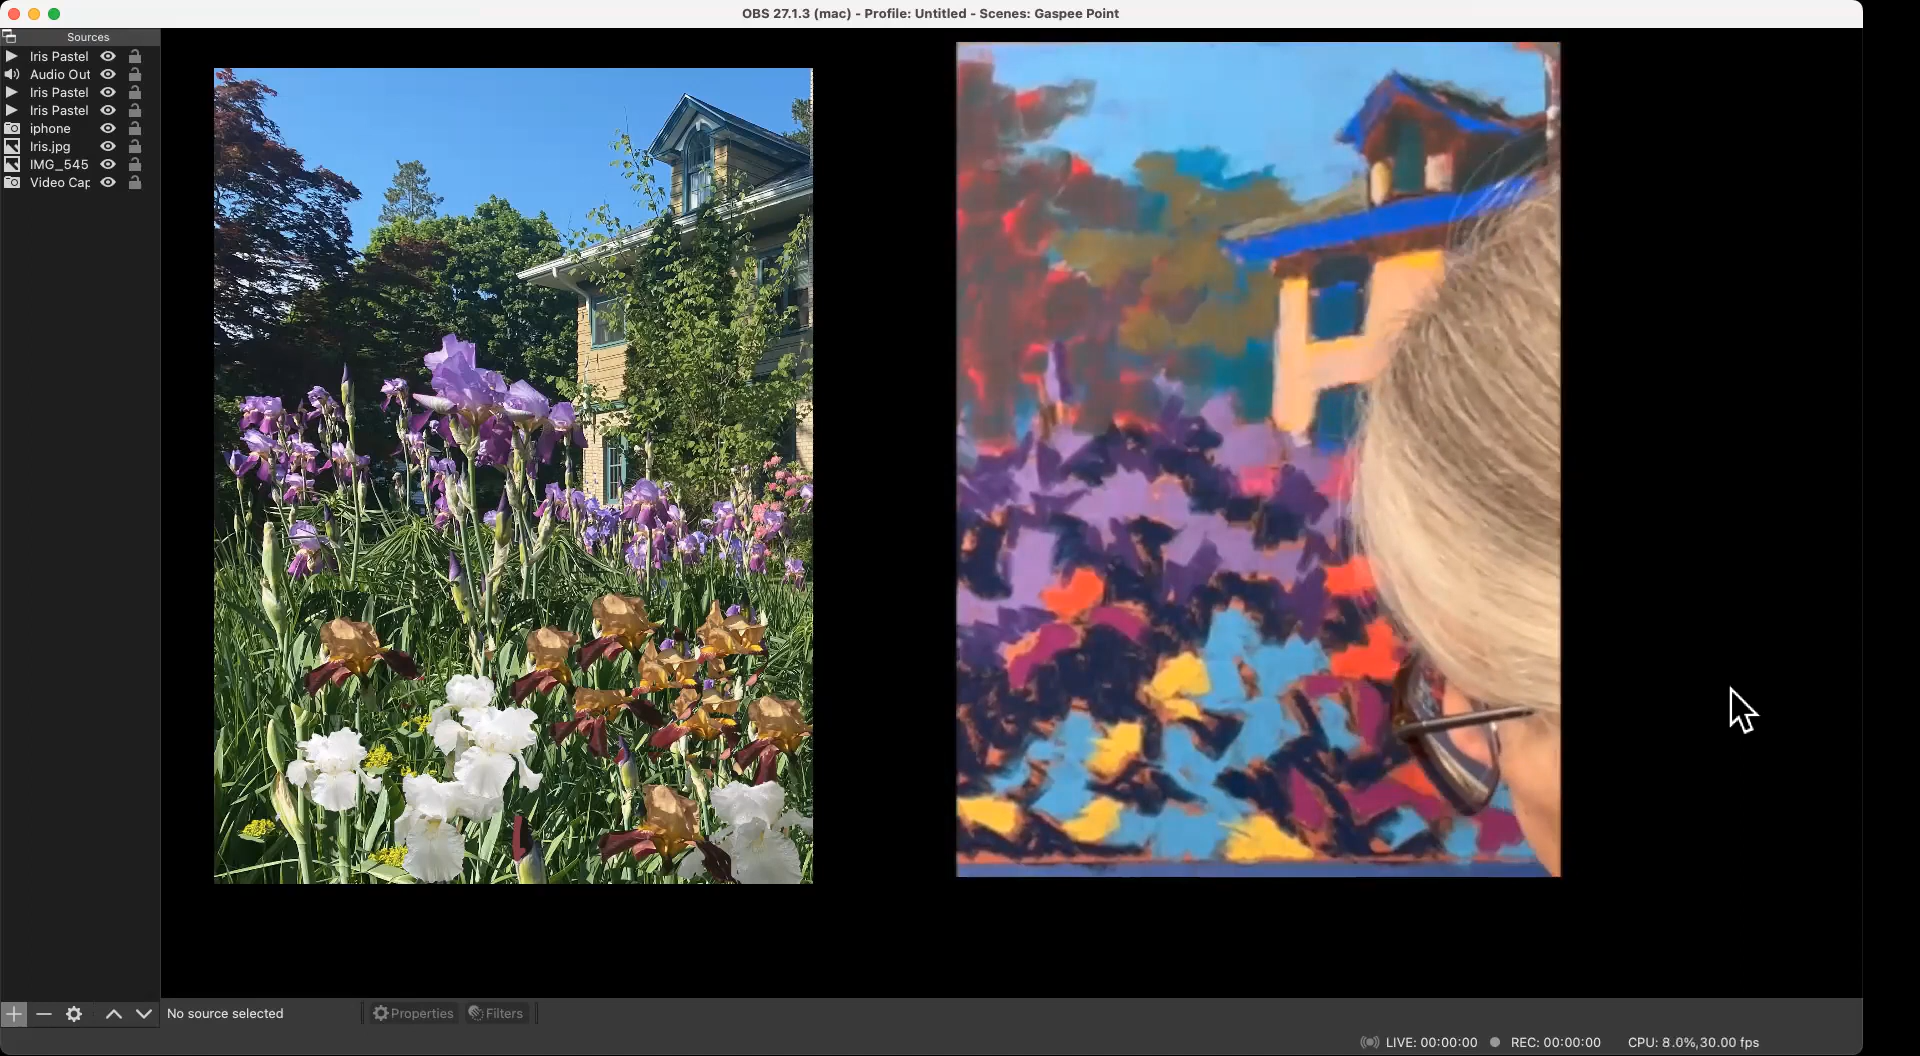 OBS 27.1.3 (mac) - Profile: Untitled - Scenes: Gaspee Point
Sources
Iris Pastel
Audio Out
Iris Pastel
Iris Pastel
iphone
Iris.jpg
IMG_545
Video Cap
No source selected
Properties
Filters
LIVE: 00:00:00
REC: 00:00:00
CPU: 8.0%,30.00 fps